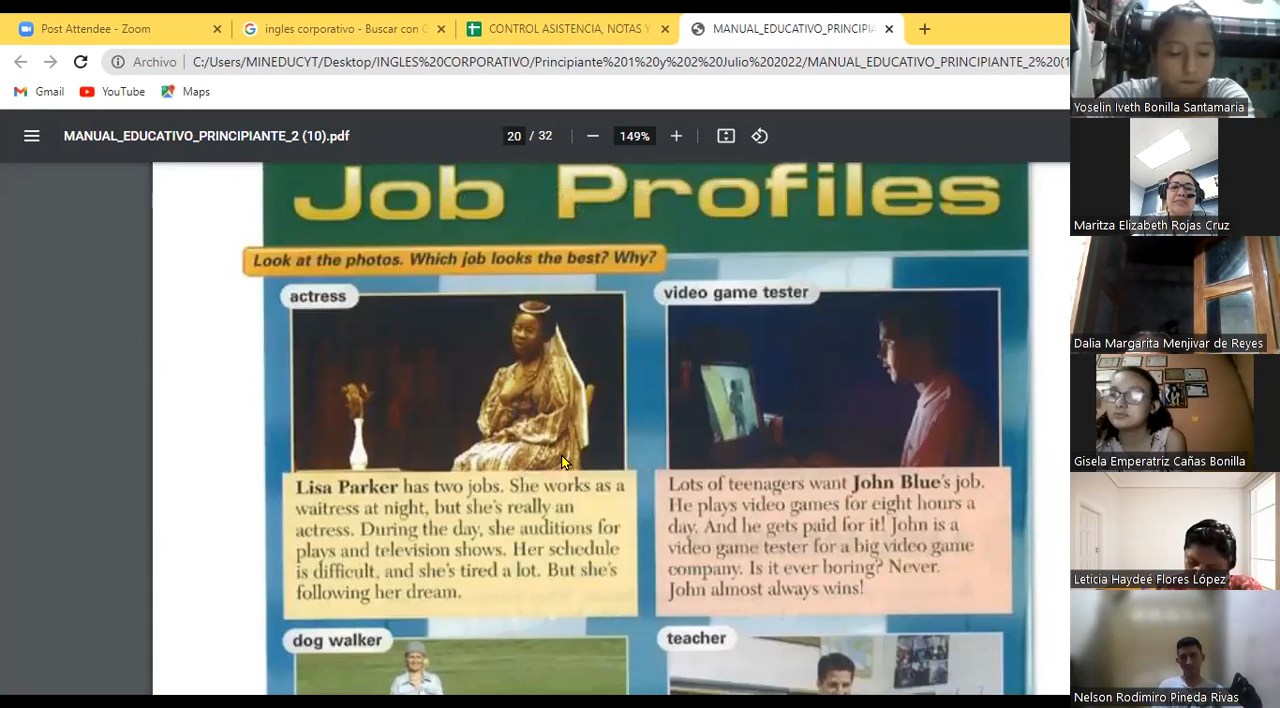 Post Attendee - Zoom
ingles corporativo - Buscar con G
CONTROL ASISTENCIA, NOTAS Y
MANUAL_EDUCATIVO_PRINCIPIA
Archivo
C:/Users/MINEDUCYT/Desktop/INGLES%20CORPORATIVO/Principiante%201%20y%202%20Julio%202022/MANUAL_EDUCATIVO_PRINCIPIANTE_2%20(1
Gmail
YouTube
Maps
MANUAL_EDUCATIVO_PRINCIPIANTE_2 (10).pdf
20 / 32
149%
Job Profiles
Look at the photos. Which job looks the best? Why?
actress
Lisa Parker has two jobs. She works as a
waitress at night, but she's really an
actress. During the day, she auditions for
plays and television shows. Her schedule
is difficult, and she's tired a lot. But she's
following her dream.
video game tester
Lots of teenagers want John Blue's job.
He plays video games for eight hours a
day. And he gets paid for it! John is a
video game tester for a big video game
company. Is it ever boring? Never.
John almost always wins!
dog walker
teacher
Yoselin Iveth Bonilla Santamaria
Maritza Elizabeth Rojas Cruz
Dalia Margarita Menjivar de Reyes
Gisela Emperatriz Cañas Bonilla
Leticia Haydeé Flores López
Nelson Rodimiro Pineda Rivas